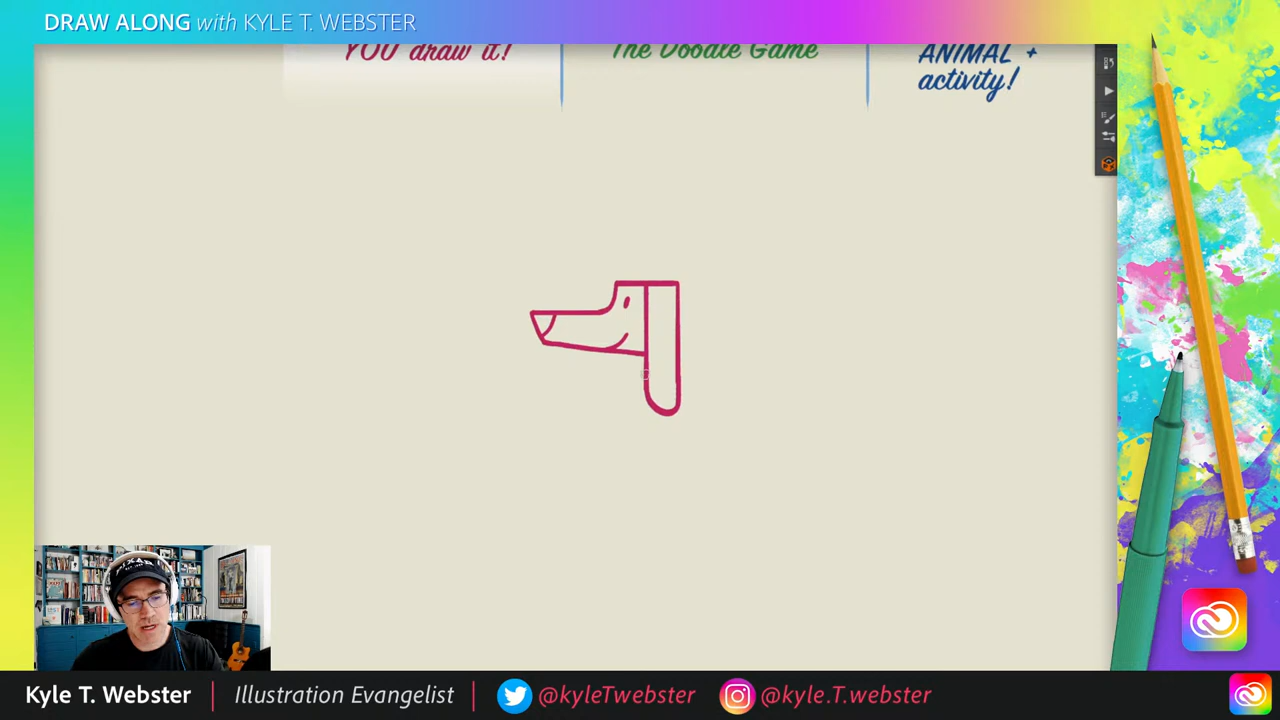 DRAW ALONG with KYLE T. WEBSTER
YOU draw it!
The Doodle Game
ANIMAL +
activity!
PIXAR
Kyle T. Webster | Illustration Evangelist | @kyleTwebster @kyle.T.webster